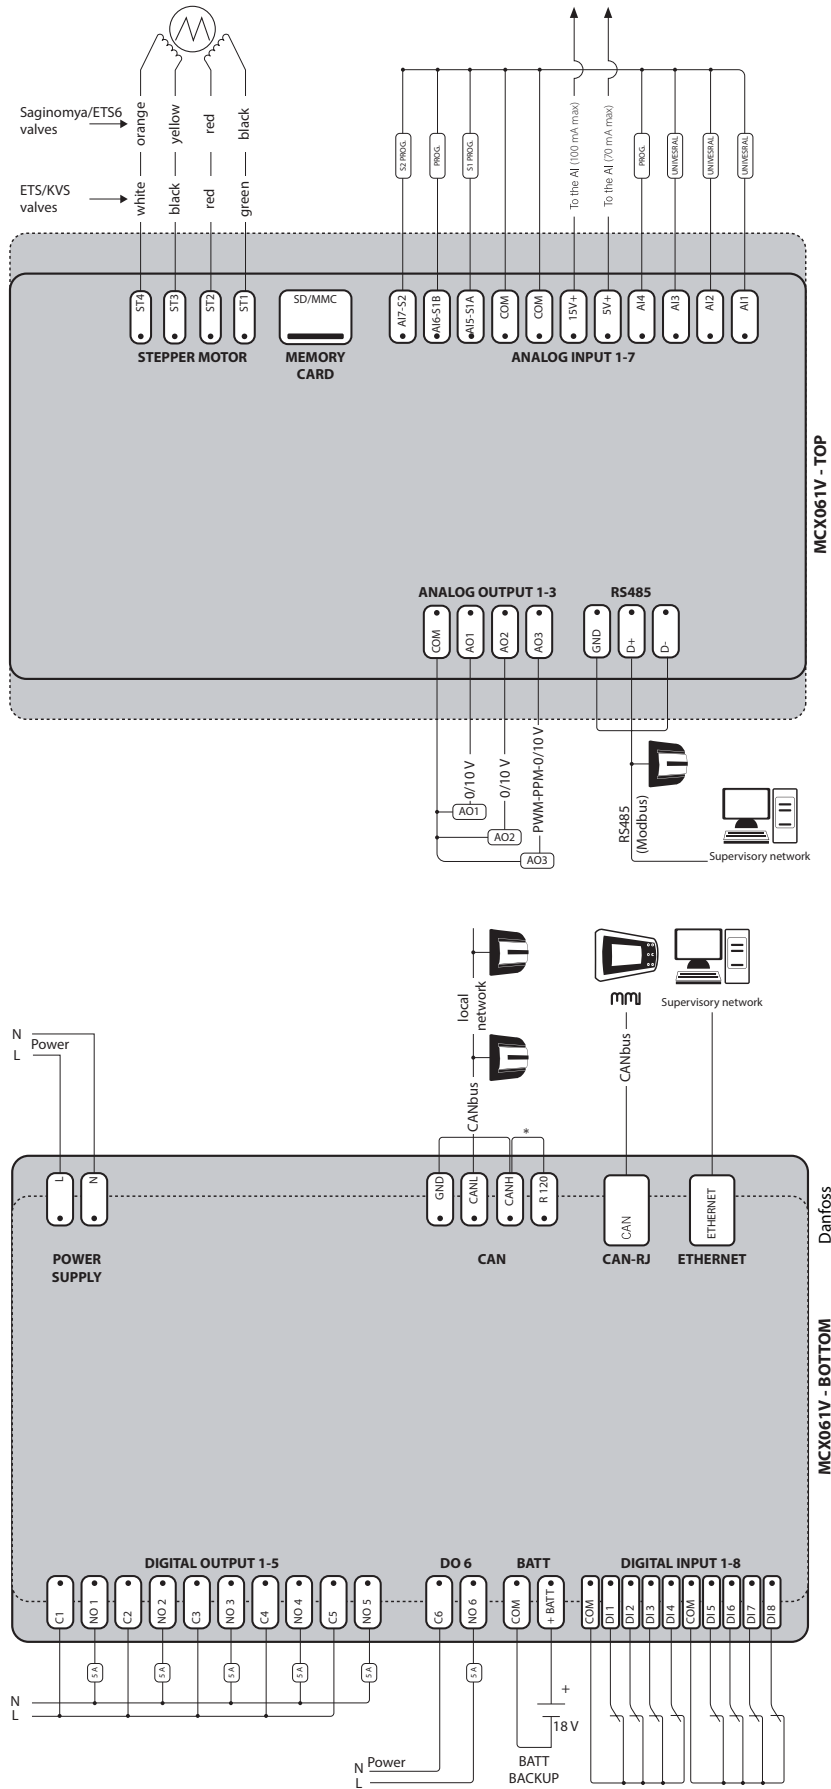 Saginomya/ETS6
valves
orange
yellow
red
black
ETS/KVS
valves
white
black
red
green
S2 PROG.
PROG.
S1 PROG.
To the AI (100 mA max)
To the AI (70 mA max)
PROG.
UNIVESRAL
UNIVESRAL
UNIVESRAL
ST4
ST3
ST2
ST1
SD/MMC
AI7-S2
AI6-S1B
AI5-S1A
COM
COM
15V+
5V+
AI4
AI3
AI2
AI1
STEPPER MOTOR
MEMORY
CARD
ANALOG INPUT 1-7
MCX061V - TOP
ANALOG OUTPUT 1-3
RS485
COM
AO1
AO2
AO3
GND
D+
D-
0/10 V
0/10 V
PWM-PPM-0/10 V
AO1
AO2
AO3
RS485
(Modbus)
Supervisory network
local
network
CANbus
mmi
CANbus
Supervisory network
N
L
Power
*
L
N
GND
CANL
CANH
R 120
CAN
ETHERNET
POWER
SUPPLY
CAN
CAN-RJ
ETHERNET
Danfoss
MCX061V - BOTTOM
DIGITAL OUTPUT 1-5
DO 6
BATT
DIGITAL INPUT 1-8
C1
NO 1
C2
NO 2
C3
NO 3
C4
NO 4
C5
NO 5
C6
NO 6
COM
+ BATT
COM
DI1
DI2
DI3
DI4
COM
DI5
DI6
DI7
DI8
5 A
5 A
5 A
5 A
5 A
5 A
N
L
+
18 V
N
L
Power
BATT
BACKUP